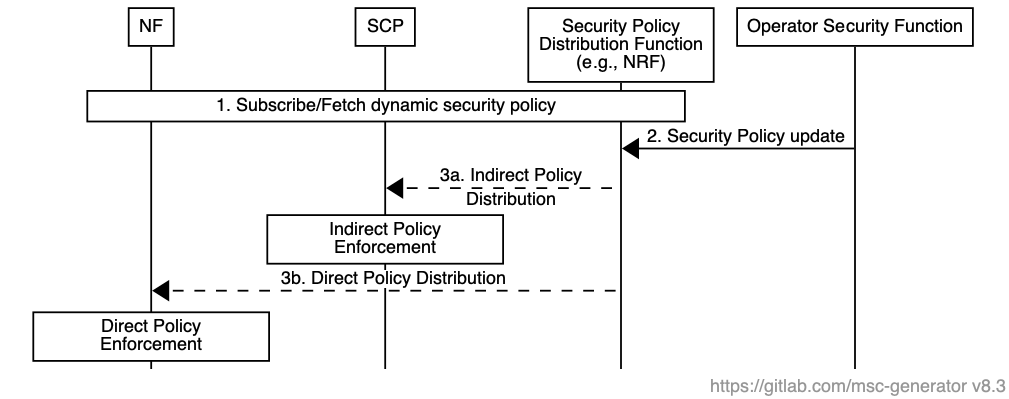 NF
SCP
Security Policy
Distribution Function
(e.g., NRF)
Operator Security Function
1. Subscribe/Fetch dynamic security policy
2. Security Policy update
3a. Indirect Policy
Distribution
Indirect Policy
Enforcement
3b. Direct Policy Distribution
Direct Policy
Enforcement
https://gitlab.com/msc-generator v8.3